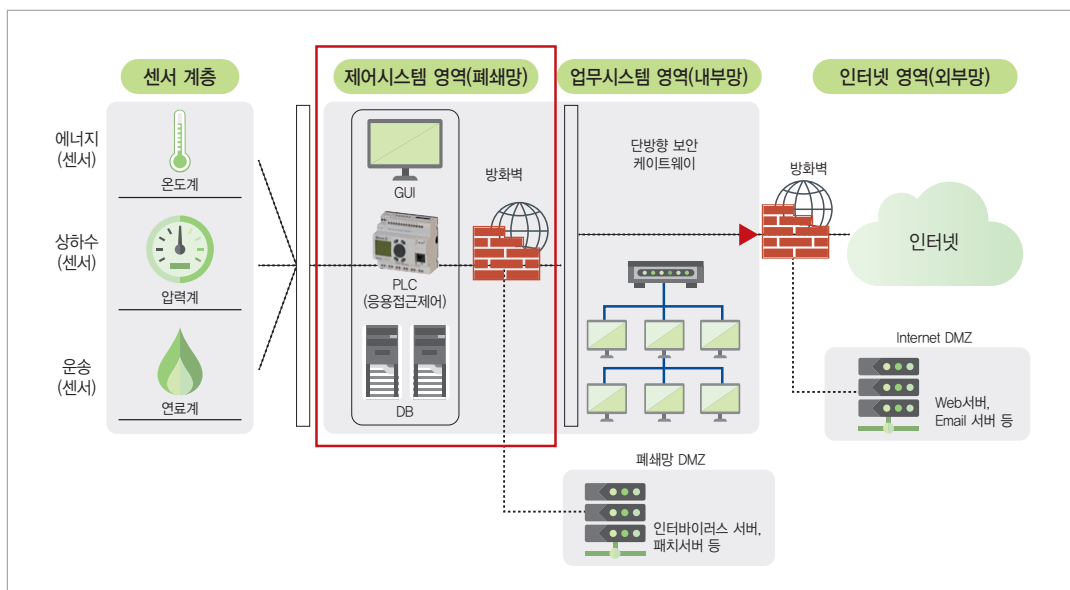 센서 계층
제어시스템 영역(폐쇄망)
업무시스템 영역(내부망)
인터넷 영역(외부망)
에너지
(센서)
온도계
상하수
(센서)
압력계
운송
(센서)
연료계
GUI
PLC
(응용접근제어)
DB
방화벽
단방향 보안
케이트웨이
방화벽
인터넷
Internet DMZ
Web서버,
Email 서버 등
폐쇄망 DMZ
인터바이러스 서버,
패치서버 등